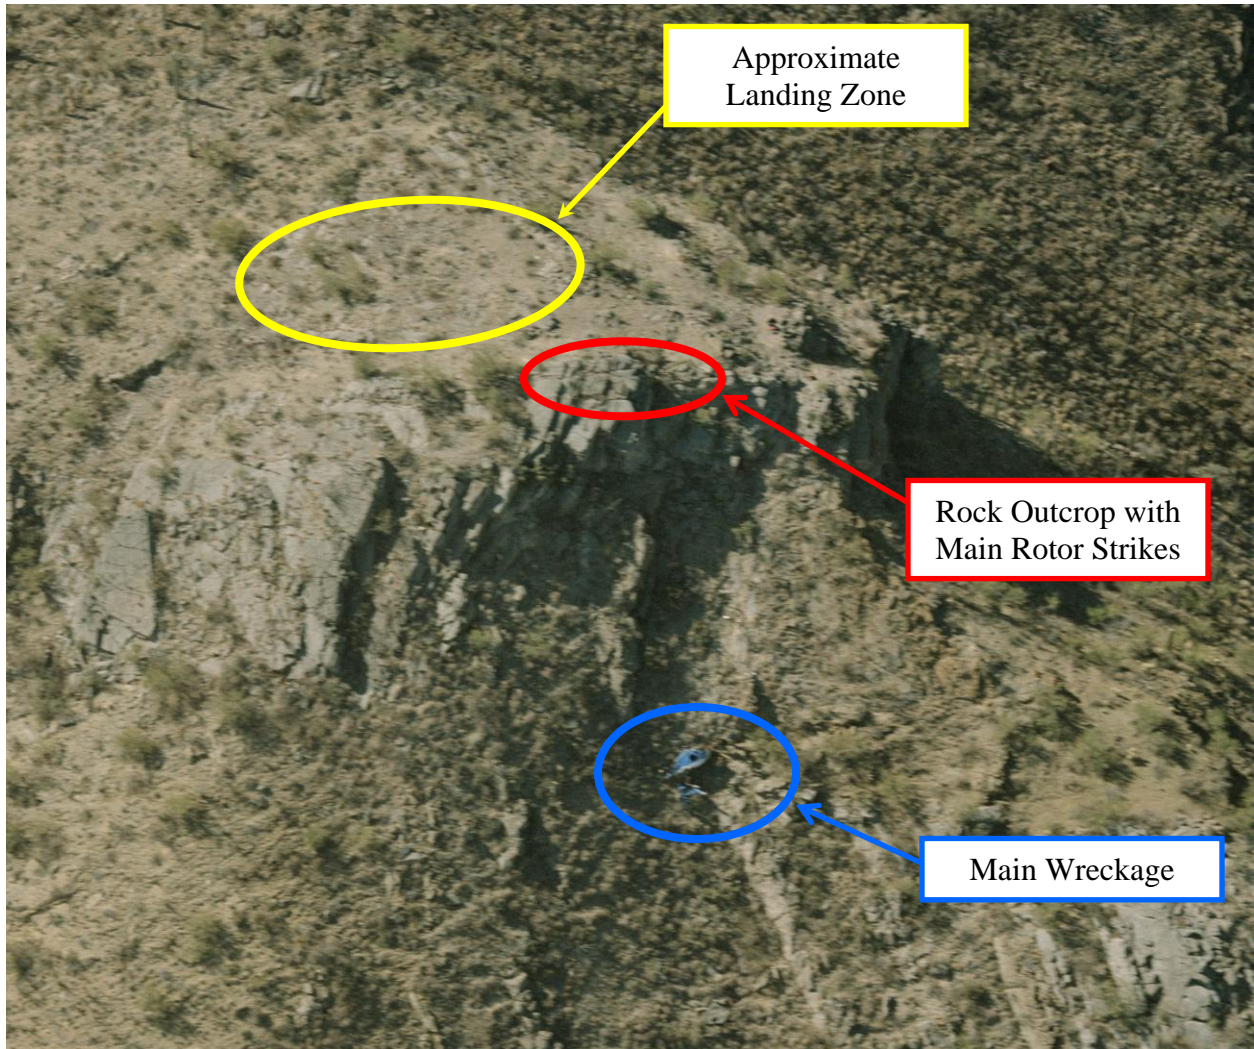 Approximate
Landing Zone
Rock Outcrop with
Main Rotor Strikes
Main Wreckage